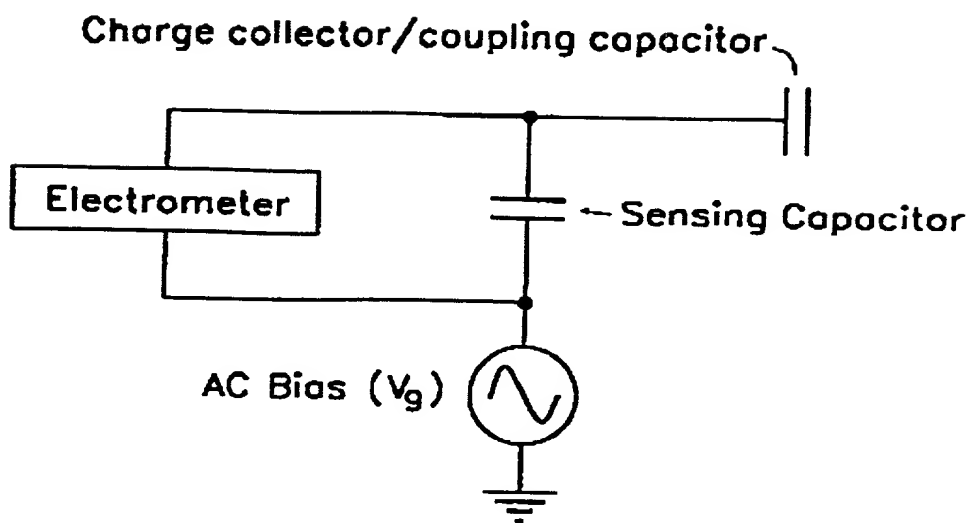 Charge collector/coupling capacitor
Electrometer
Sensing Capacitor
AC Bias (Vg)